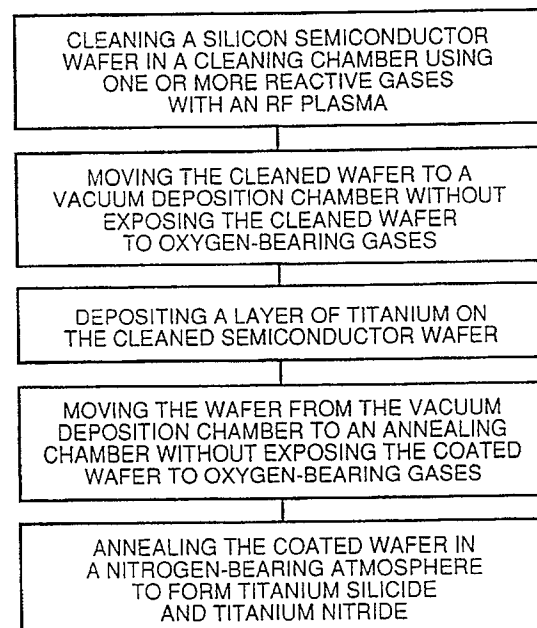 CLEANING A SILICON SEMICONDUCTOR
WAFER IN A CLEANING CHAMBER USING
ONE OR MORE REACTIVE GASES
WITH AN RF PLASMA
MOVING THE CLEANED WAFER TO A
VACUUM DEPOSITION CHAMBER WITHOUT
EXPOSING THE CLEANED WAFER
TO OXYGEN-BEARING GASES
DEPOSITING A LAYER OF TITANIUM ON
THE CLEANED SEMICONDUCTOR WAFER
MOVING THE WAFER FROM THE VACUUM
DEPOSITION CHAMBER TO AN ANNEALING
CHAMBER WITHOUT EXPOSING THE COATED
WAFER TO OXYGEN-BEARING GASES
ANNEALING THE COATED WAFER IN
A NITROGEN-BEARING ATMOSPHERE
TO FORM TITANIUM SILICIDE
AND TITANIUM NITRIDE